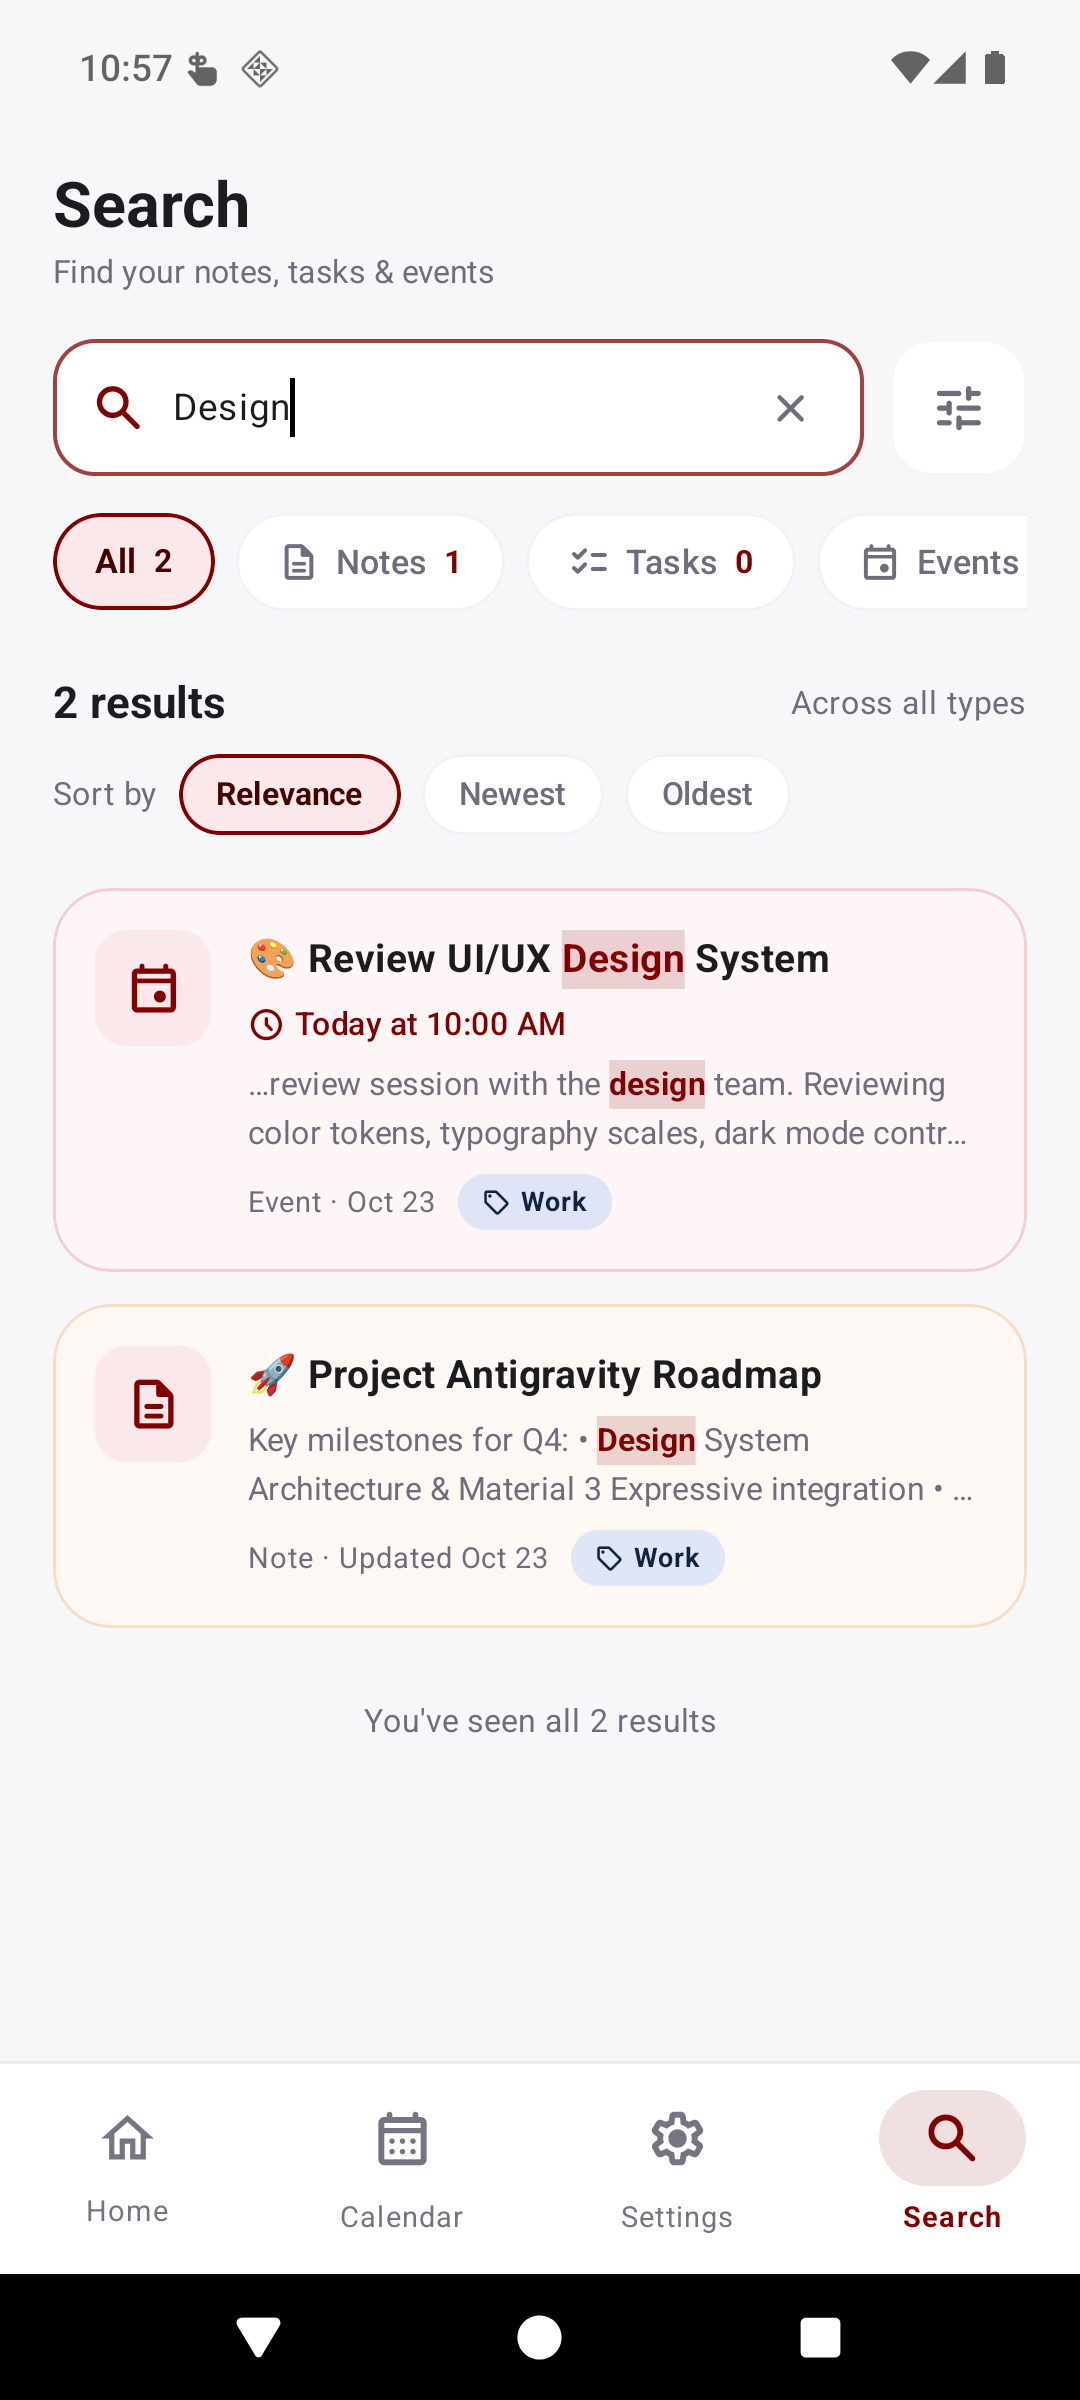 10:57
Search
Find your notes, tasks & events
Design
All 2
Notes 1
Tasks 0
Events
2 results
Across all types
Sort by
Relevance
Newest
Oldest
🎨 Review UI/UX Design System
Today at 10:00 AM
…review session with the design team. Reviewing
color tokens, typography scales, dark mode contr…
Event · Oct 23
Work
🚀 Project Antigravity Roadmap
Key milestones for Q4: • Design System
Architecture & Material 3 Expressive integration • …
Note · Updated Oct 23
Work
You've seen all 2 results
Home
Calendar
Settings
Search